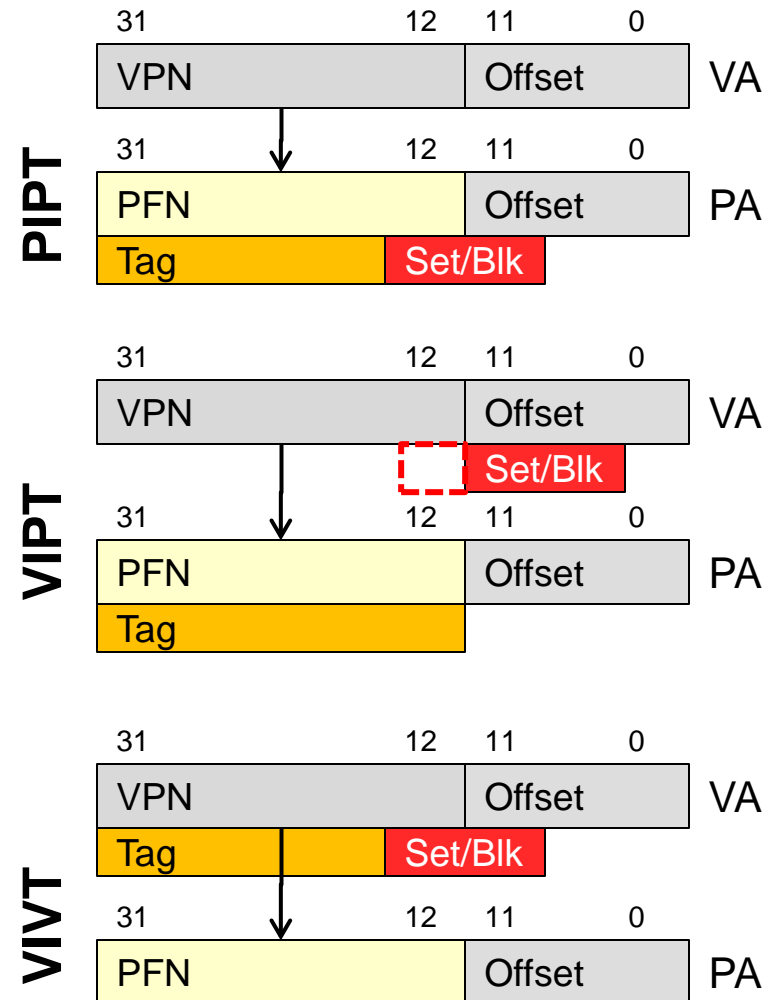 PIPT
31 12 11 0
VPN Offset VA
31 12 11 0
PFN Offset PA
Tag Set/Blk
VIPT
31 12 11 0
VPN Offset VA
Set/Blk
31 12 11 0
PFN Offset PA
Tag
VIVT
31 12 11 0
VPN Offset VA
Tag Set/Blk
31 12 11 0
PFN Offset PA